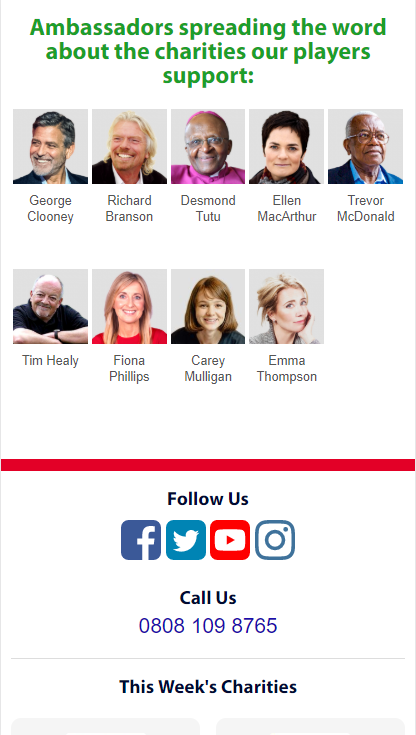 Ambassadors spreading the word
about the charities our players
support:
George Clooney
Richard Branson
Desmond Tutu
Ellen MacArthur
Trevor McDonald
Tim Healy
Fiona Phillips
Carey Mulligan
Emma Thompson
Follow Us
Call Us
0808 109 8765
This Week's Charities